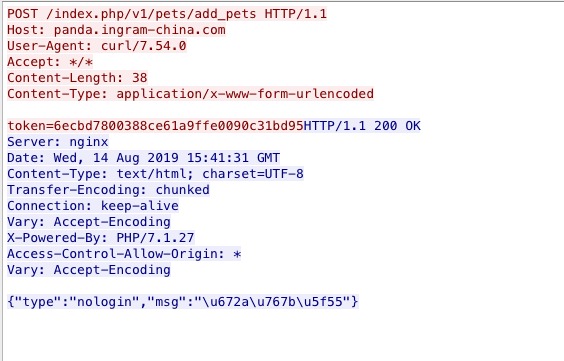 POST /index.php/v1/pets/add_pets HTTP/1.1
Host: panda.ingram-china.com
User-Agent: curl/7.54.0
Accept: */*
Content-Length: 38
Content-Type: application/x-www-form-urlencoded
token=6ecbd7800388ce61a9ffe0090c31bd95HTTP/1.1 200 OK
Server: nginx
Date: Wed, 14 Aug 2019 15:41:31 GMT
Content-Type: text/html; charset=UTF-8
Transfer-Encoding: chunked
Connection: keep-alive
Vary: Accept-Encoding
X-Powered-By: PHP/7.1.27
Access-Control-Allow-Origin: *
Vary: Accept-Encoding
{"type":"nologin","msg":"\u672a\u767b\u5f55"}